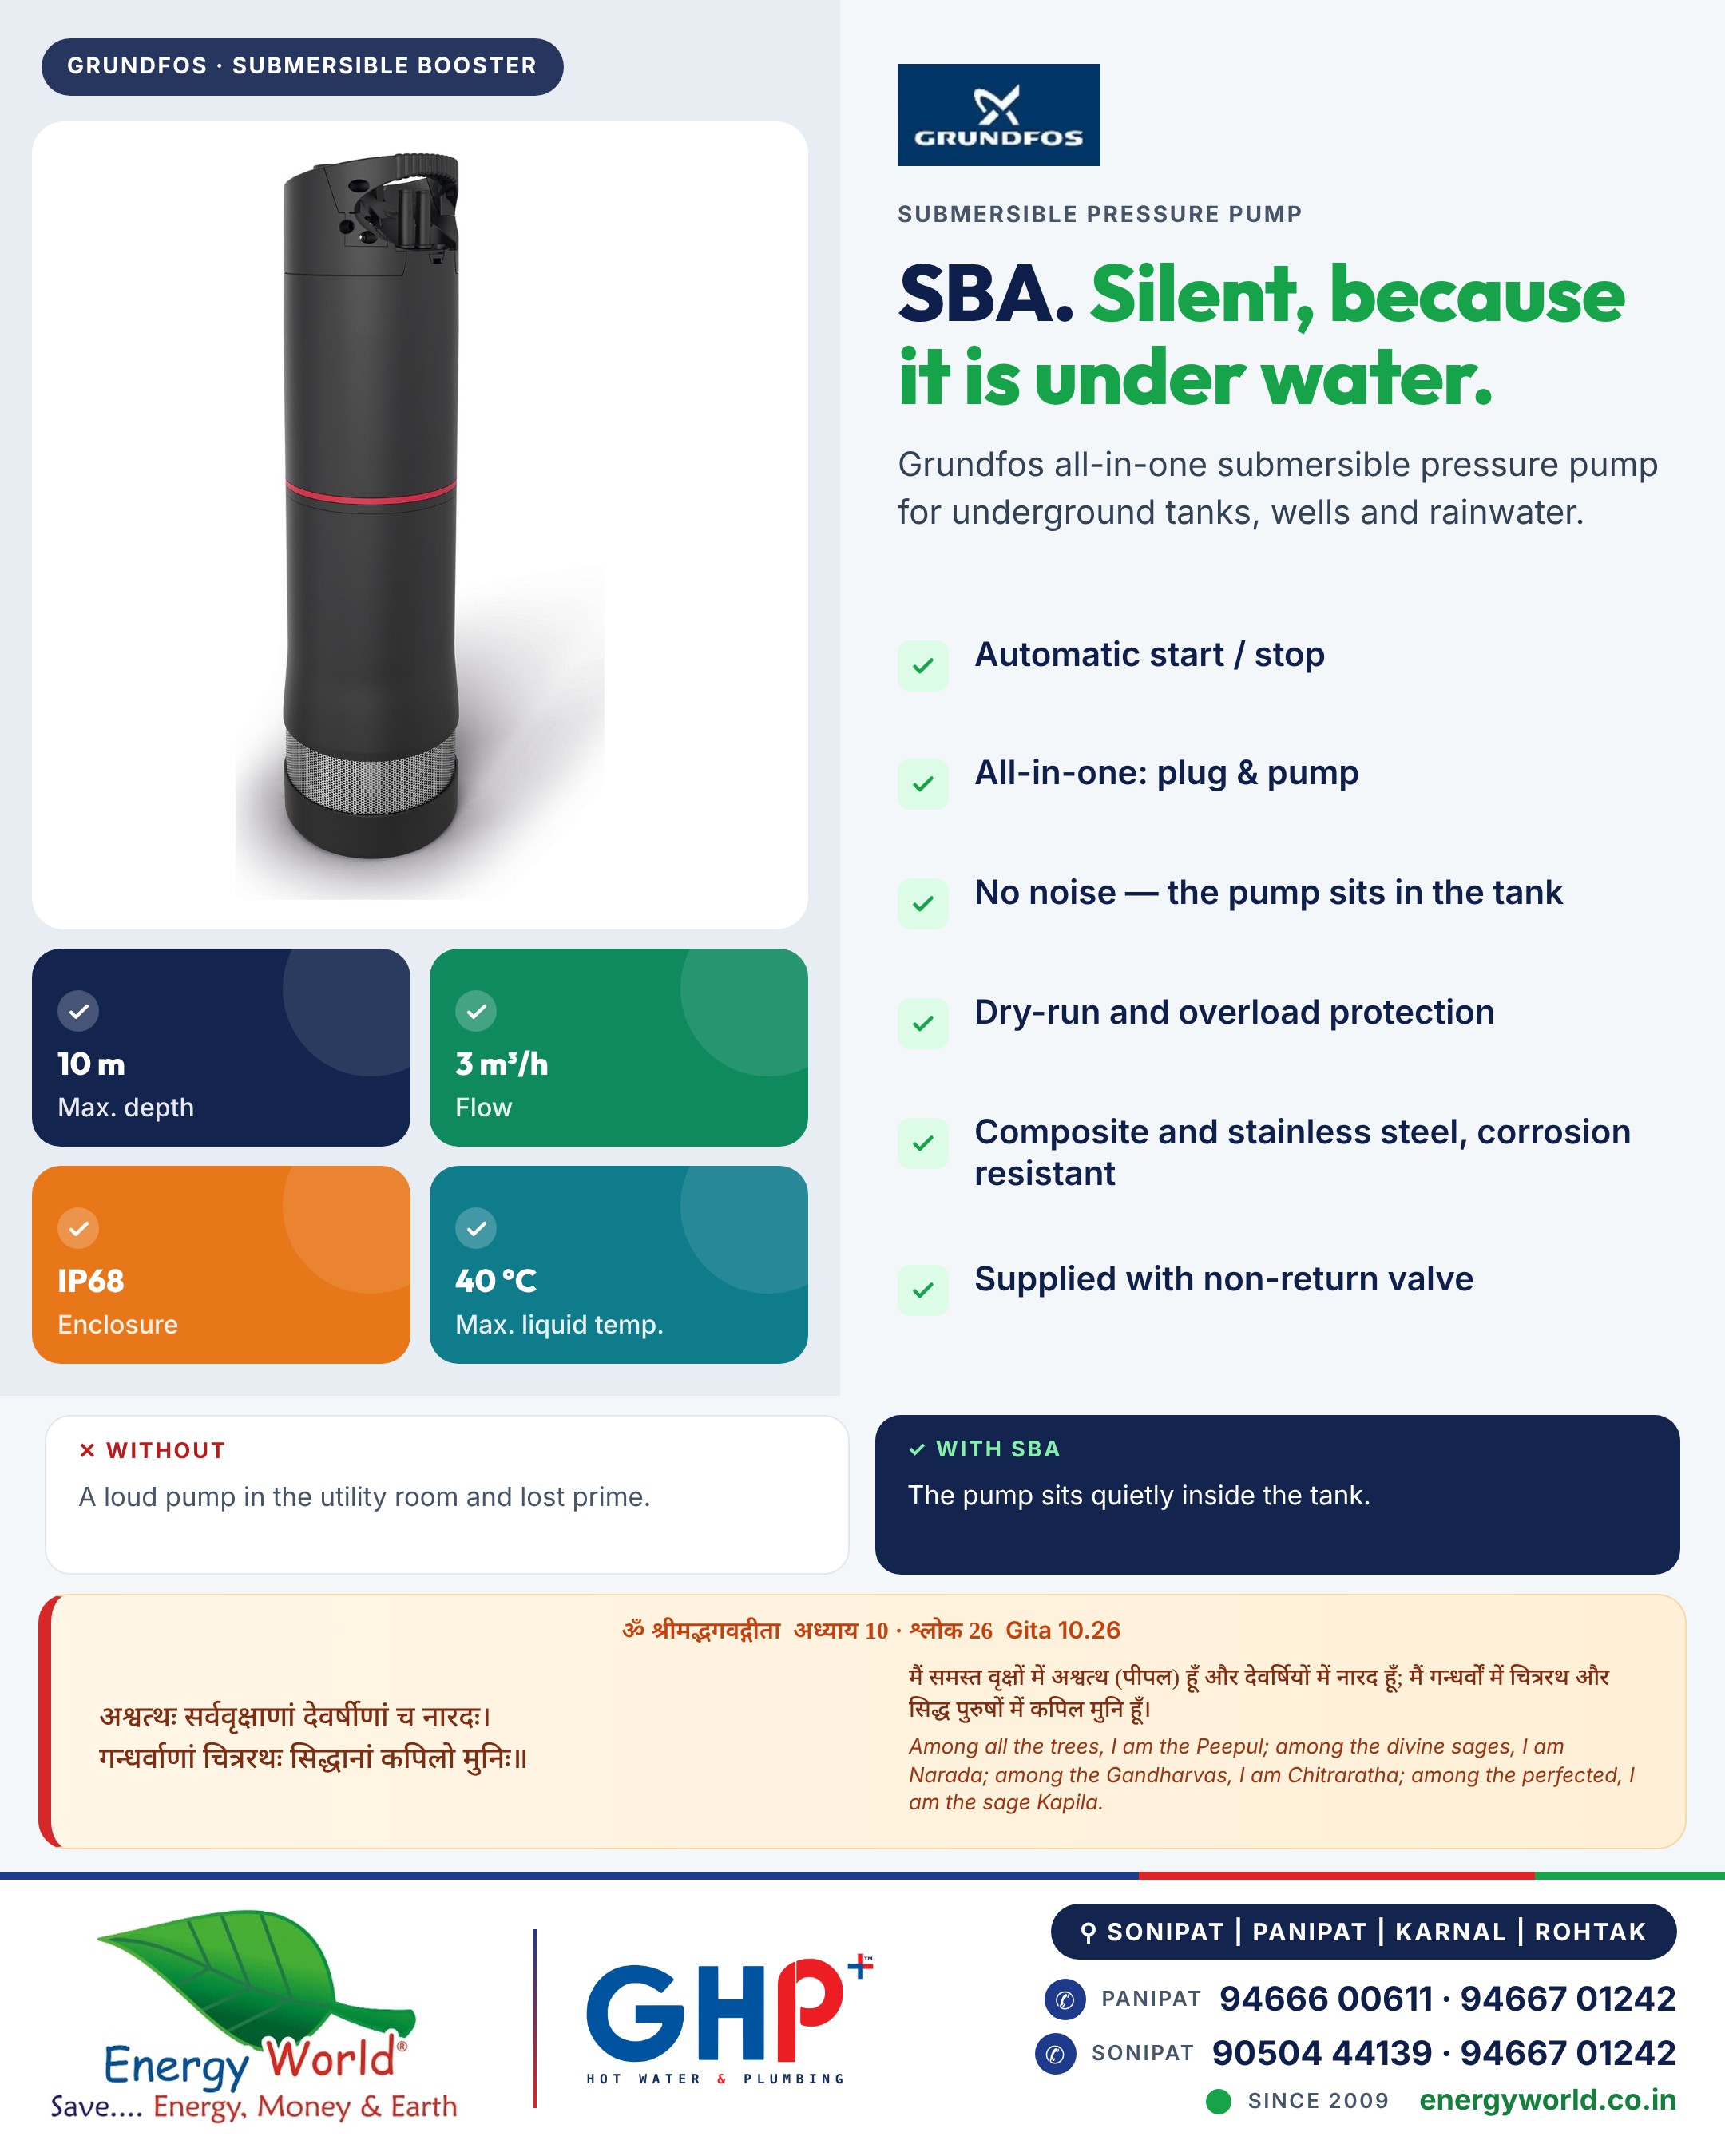 GRUNDFOS · SUBMERSIBLE BOOSTER
GRUNDFOS
SUBMERSIBLE PRESSURE PUMP
SBA. Silent, because
it is under water.
Grundfos all-in-one submersible pressure pump
for underground tanks, wells and rainwater.
Automatic start / stop
All-in-one: plug & pump
No noise — the pump sits in the tank
Dry-run and overload protection
Composite and stainless steel, corrosion
resistant
Supplied with non-return valve
10 m
Max. depth
3 m³/h
Flow
IP68
Enclosure
40 °C
Max. liquid temp.
✕ WITHOUT
A loud pump in the utility room and lost prime.
✓ WITH SBA
The pump sits quietly inside the tank.
ॐ श्रीमद्भगवद्गीता अध्याय 10 · श्लोक 26 Gita 10.26
अश्वत्थः सर्ववृक्षाणां देवर्षीणां च नारदः।
गन्धर्वाणां चित्ररथः सिद्धानां कपिलो मुनिः॥
मैं समस्त वृक्षों में अश्वत्थ (पीपल) हूँ और देवर्षियों में नारद हूँ; मैं गन्धर्वों में चित्ररथ और
सिद्ध पुरुषों में कपिल मुनि हूँ।
Among all the trees, I am the Peepul; among the divine sages, I am
Narada; among the Gandharvas, I am Chitraratha; among the perfected, I
am the sage Kapila.
Energy World®
Save.... Energy, Money & Earth
GHP+™
HOT WATER & PLUMBING
SONIPAT | PANIPAT | KARNAL | ROHTAK
PANIPAT 94666 00611 · 94667 01242
SONIPAT 90504 44139 · 94667 01242
SINCE 2009 energyworld.co.in